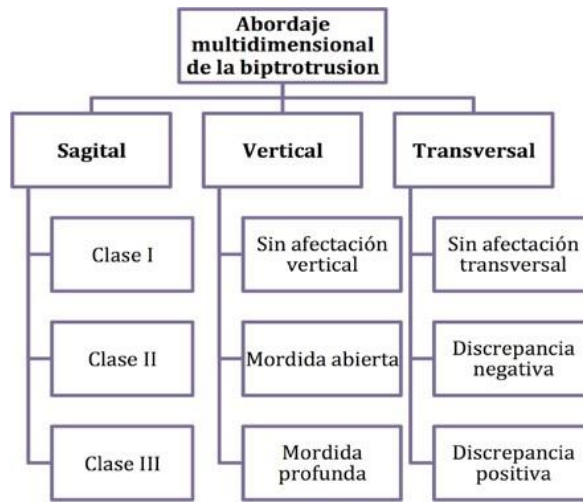 Abordaje
multidimensional
de la biptrotrusion
Sagital
Vertical
Transversal
Clase I
Sin afectación
vertical
Sin afectación
transversal
Clase II
Mordida abierta
Discrepancia
negativa
Clase III
Mordida
profunda
Discrepancia
positiva